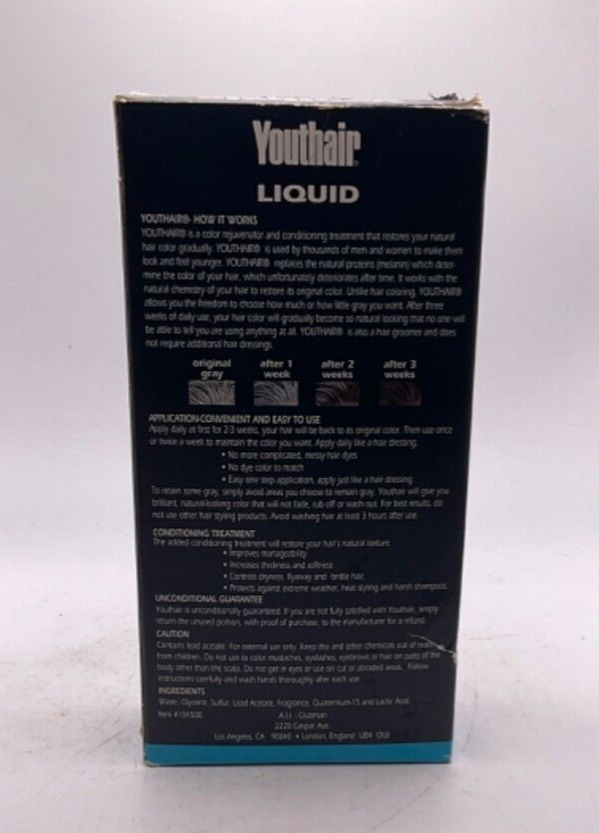 Youthair
LIQUID
YOUTHAIR®- HOW IT WORKS
YOUTHAIR® is a color rejuvenator and conditioning treatment that restores your natural
hair color gradually. YOUTHAIR® is used by thousands of men and women to make them
look and feel younger. YOUTHAIR® replaces the natural proteins (melanin) which deter-
mine the color of your hair, which unfortunately deteriorates after time. It works with the
natural chemistry of your hair to restore its original color. Unlike hair coloring, YOUTHAIR®
allows you the freedom to choose how much or how little gray you want. After three
weeks of daily use, your hair color will gradually become so natural looking that no one will
be able to tell you are using anything at all. YOUTHAIR® is also a hair groomer and does
not require additional hair dressings.
original gray after 1 week after 2 weeks after 3 weeks
APPLICATION-CONVENIENT AND EASY TO USE
Apply daily at first for 2-3 weeks, your hair will be back to its original color. Then use once
or twice a week to maintain the color you want. Apply daily like a hair dressing.
• No more complicated, messy hair dyes
• No dye color to match
• Easy one step application, apply just like a hair dressing
To retain some gray, simply avoid areas you choose to remain gray. Youthair will give you
brilliant, natural-looking color that will not fade, rub off or wash out. For best results, do
not use other hair styling products. Avoid washing hair at least 3 hours after use.
CONDITIONING TREATMENT
The added conditioning treatment will restore your hair's natural texture.
• Improves manageability
• Increases thickness and softness
• Controls dryness, flyaway and brittle hair
• Protects against extreme weather, heat styling and harsh shampoos.
UNCONDITIONAL GUARANTEE
Youthair is unconditionally guaranteed. If you are not fully satisfied with Youthair, simply
return the unused portion, with proof of purchase, to the manufacturer for a refund.
CAUTION
Contains lead acetate. For external use only. Keep this and other chemicals out of reach
from children. Do not use to color mustaches, eyelashes, eyebrows or hair on parts of the
body other than the scalp. Do not get in eyes or use on cut or abraded areas. Follow
instructions carefully and wash hands thoroughly after each use.
INGREDIENTS
Water, Glycerin, Sulfur, Lead Acetate, Fragrance, Quaternium-15 and Lactic Acid.
Item #104500
A.I.I. - Clubman
2220 Gaspar Ave
Los Angeles, CA 90040 • London, England UB4